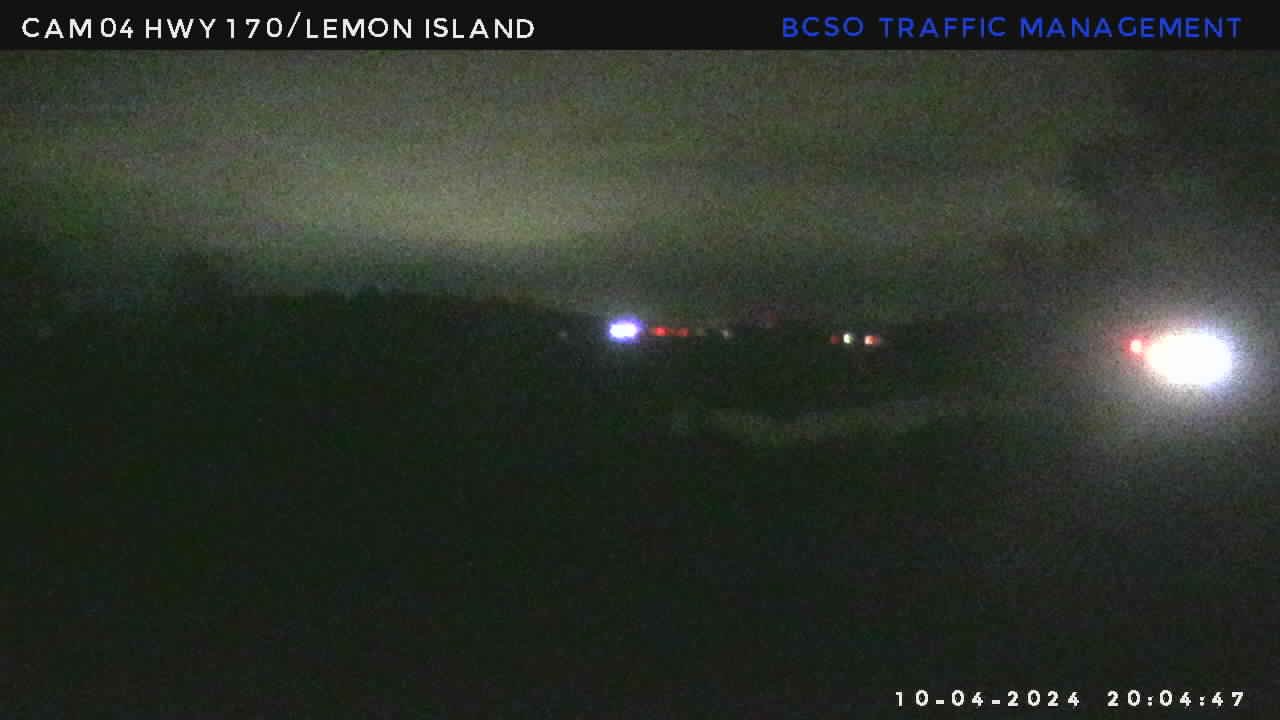 CAM04 HWY 170/LEMON ISLAND
BCSO TRAFFIC MANAGEMENT
10-04-2024 20:04:47